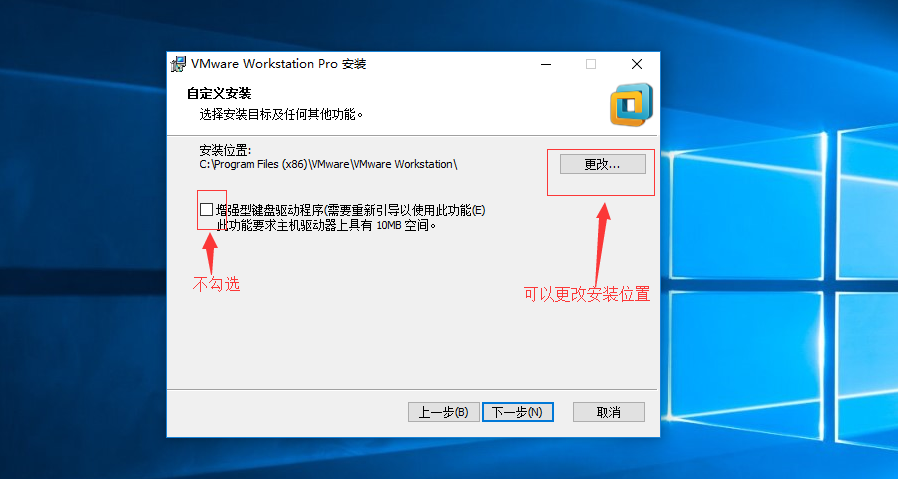 VMware Workstation Pro 安装
自定义安装
选择安装目标及任何其他功能。
安装位置:
C:\Program Files (x86)\VMware\VMware Workstation\
更改...
增强型键盘驱动程序(需要重新引导以使用此功能(E)
此功能要求主机驱动器上具有 10MB 空间。
不勾选
可以更改安装位置
上一步(B)
下一步(N)
取消